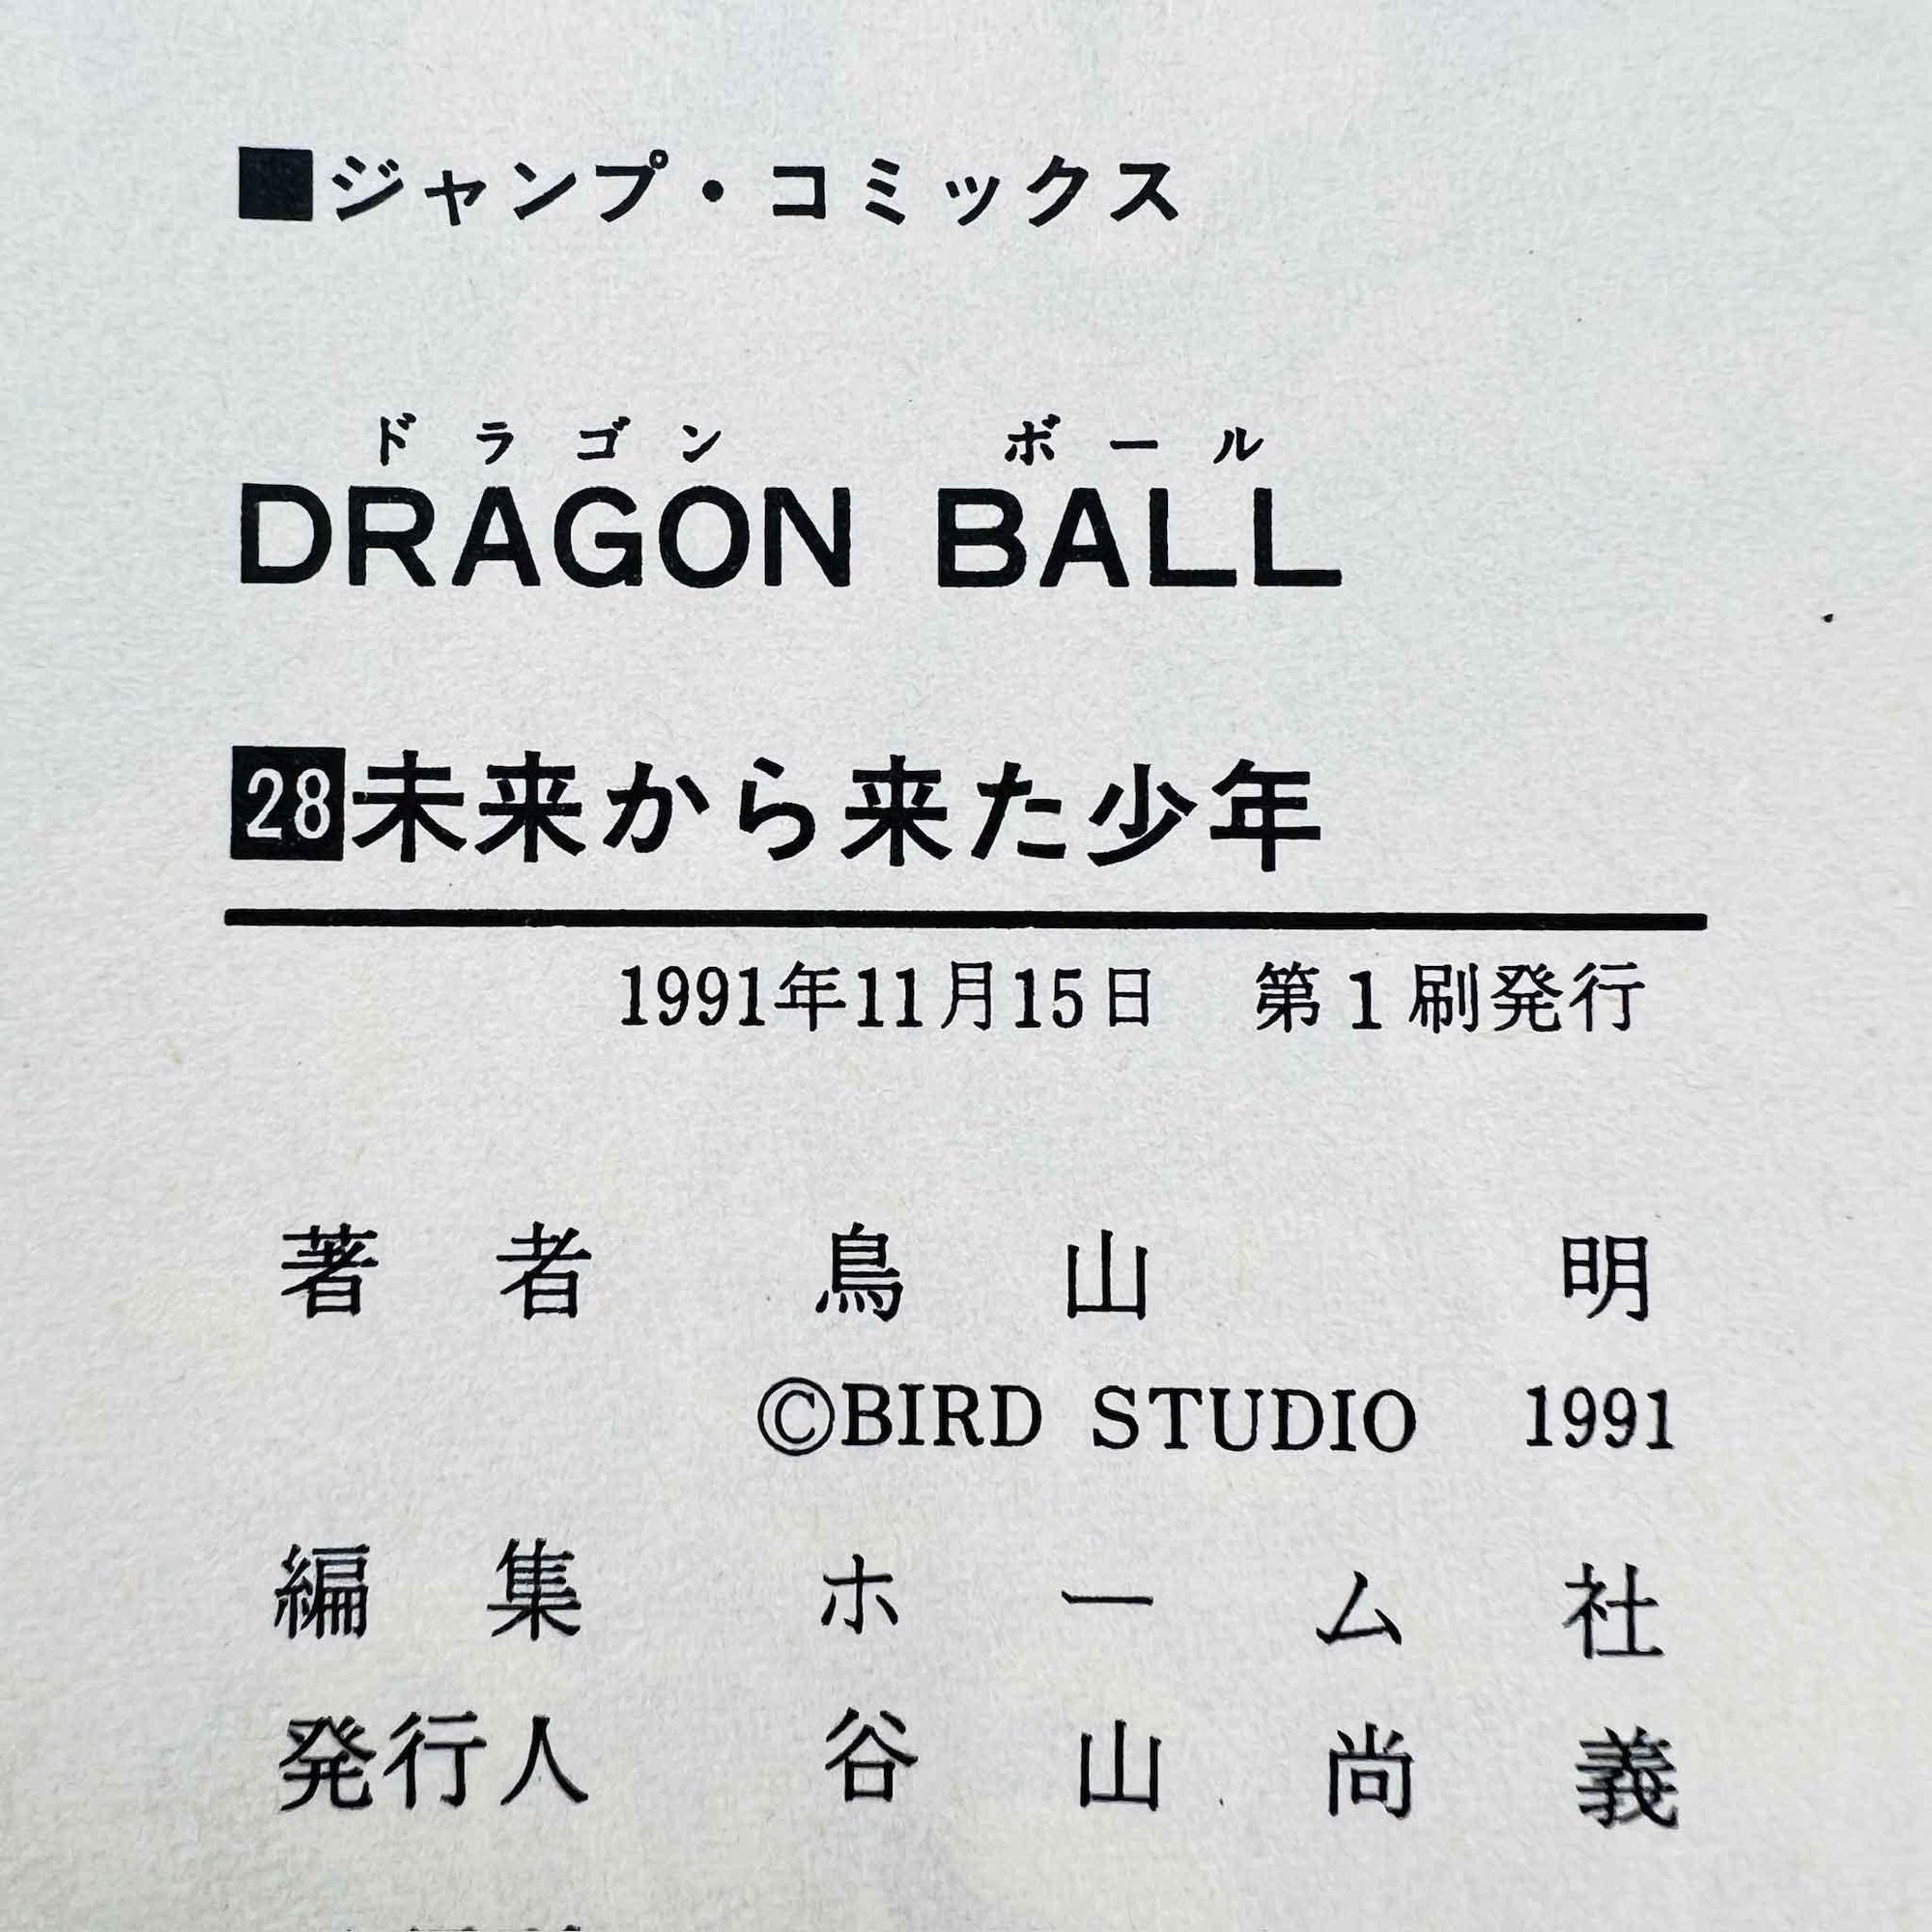 ■ジャンプ・コミックス
ドラゴン ボール
DRAGON BALL
28未来から来た少年
1991年11月15日 第1刷発行
著者 鳥山 明
©BIRD STUDIO 1991
編集 ホーム社
発行人 谷山尚義